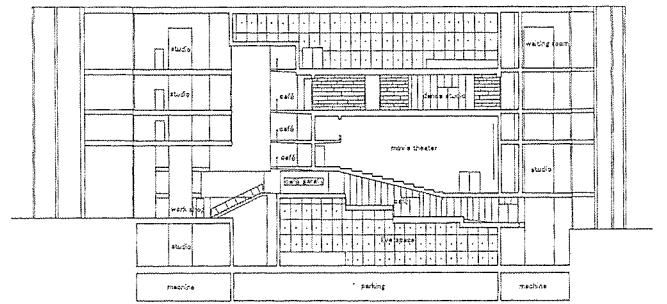 studio
waiting room
studio
café
dance studio
café
movie theater
café
studio
work shop
live space
studio
machine
parking
machine